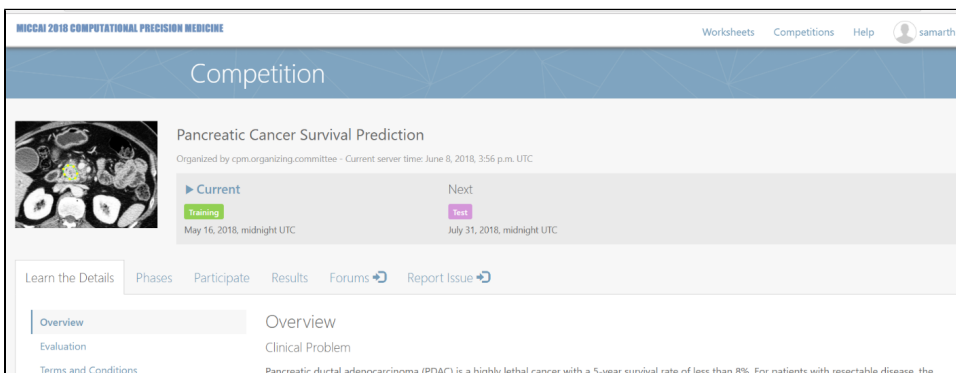 MICCAI 2018 COMPUTATIONAL PRECISION MEDICINE
Worksheets Competitions Help samarth
Competition
Pancreatic Cancer Survival Prediction
Organized by cpm.organizing.committee - Current server time: June 8, 2018, 3:56 p.m. UTC
Current Next
Training Test
May 16, 2018, midnight UTC July 31, 2018, midnight UTC
Learn the Details Phases Participate Results Forums Report Issue
Overview
Evaluation
Terms and Conditions
Overview
Clinical Problem
Pancreatic ductal adenocarcinoma (PDAC) is a highly lethal cancer with a 5-year survival rate of less than 8%. For patients with resectable disease, the